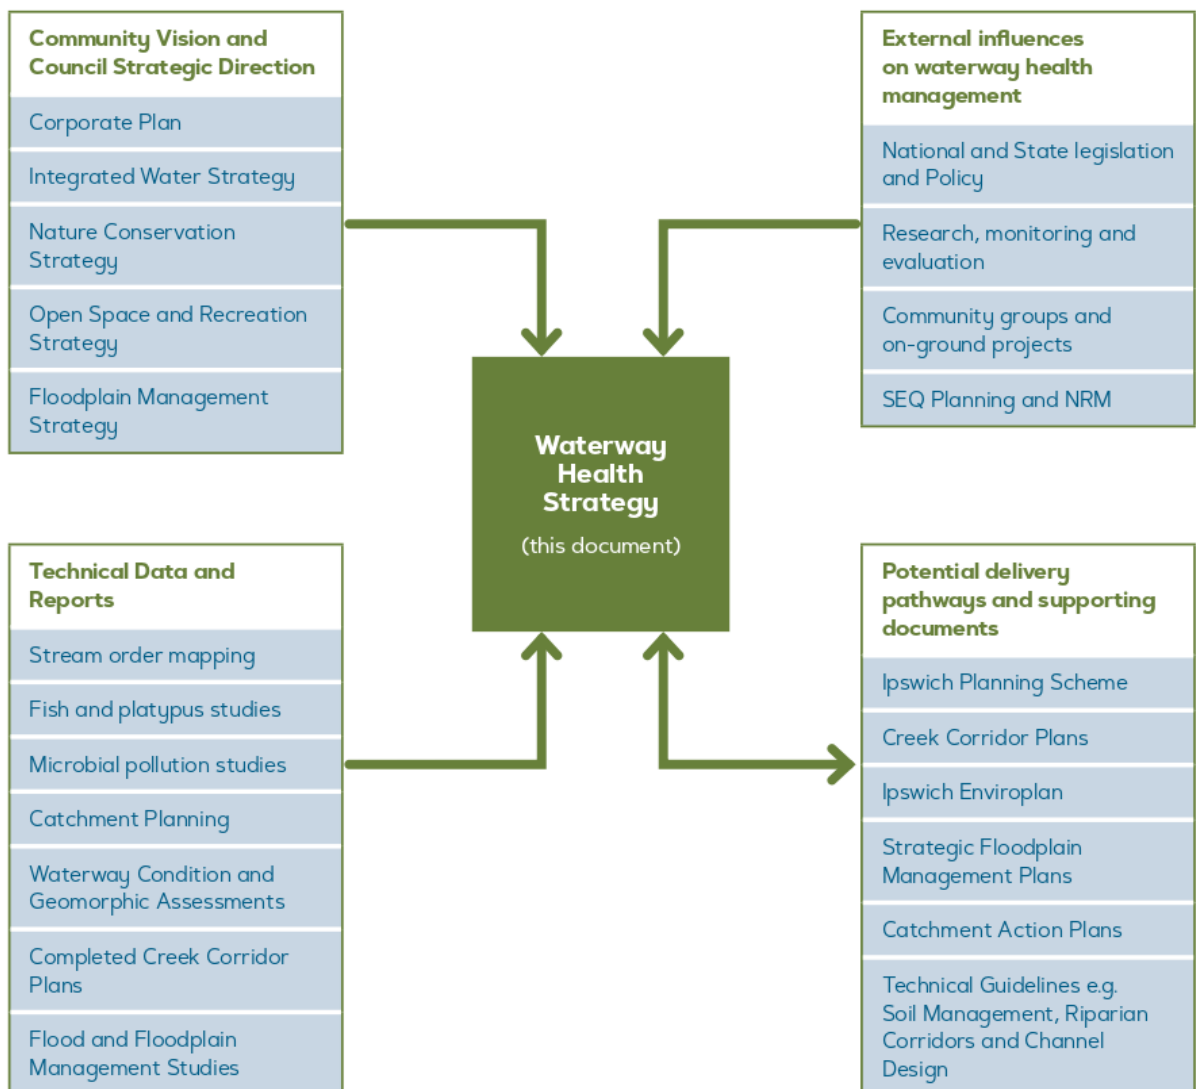 Community Vision and
Council Strategic Direction
Corporate Plan
Integrated Water Strategy
Nature Conservation
Strategy
Open Space and Recreation
Strategy
Floodplain Management
Strategy
External influences
on waterway health
management
National and State legislation
and Policy
Research, monitoring and
evaluation
Community groups and
on-ground projects
SEQ Planning and NRM
Waterway
Health
Strategy
(this document)
Technical Data and
Reports
Stream order mapping
Fish and platypus studies
Microbial pollution studies
Catchment Planning
Waterway Condition and
Geomorphic Assessments
Completed Creek Corridor
Plans
Flood and Floodplain
Management Studies
Potential delivery
pathways and supporting
documents
Ipswich Planning Scheme
Creek Corridor Plans
Ipswich Enviroplan
Strategic Floodplain
Management Plans
Catchment Action Plans
Technical Guidelines e.g.
Soil Management, Riparian
Corridors and Channel
Design